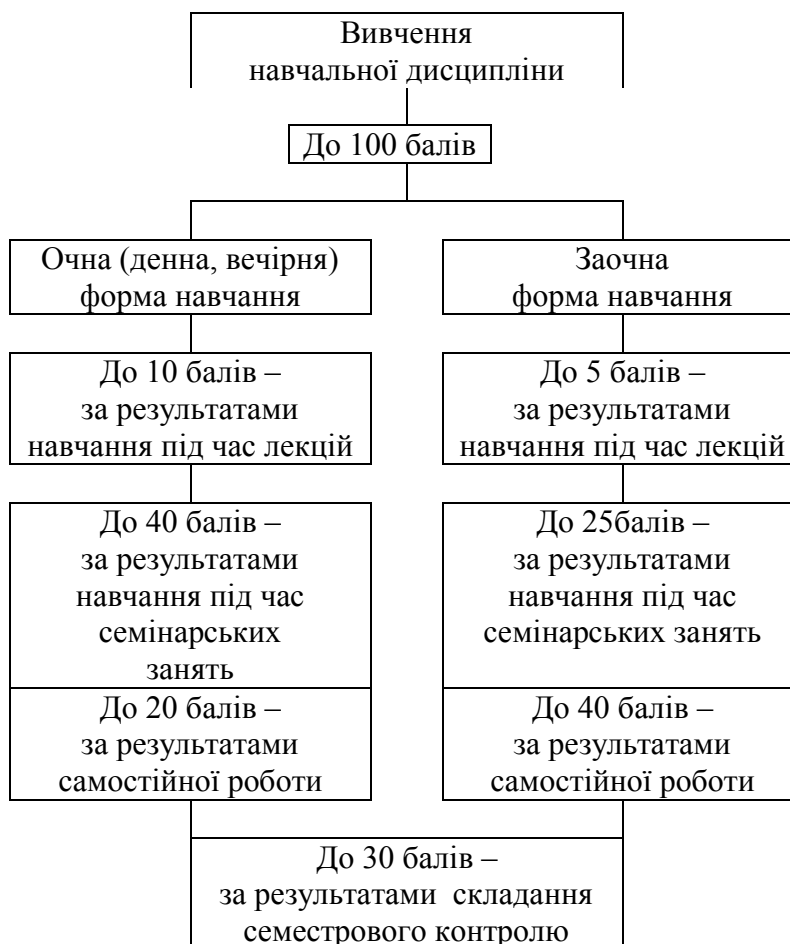 Вивчення
навчальної дисципліни
До 100 балів
Очна (денна, вечірня)
форма навчання
Заочна
форма навчання
До 10 балів –
за результатами
навчання під час лекцій
До 5 балів –
за результатами
навчання під час лекцій
До 40 балів –
за результатами
навчання під час
семінарських
занять
До 25балів –
за результатами
навчання під час
семінарських занять
До 20 балів –
за результатами
самостійної роботи
До 40 балів –
за результатами
самостійної роботи
До 30 балів –
за результатами складання
семестрового контролю